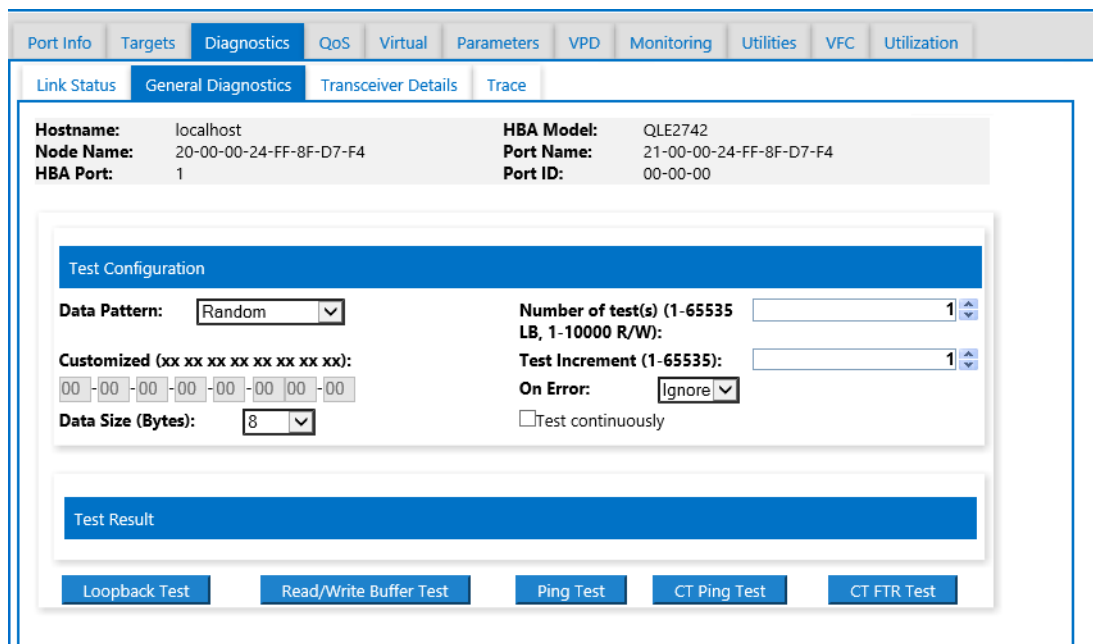 Port Info Targets Diagnostics QoS Virtual Parameters VPD Monitoring Utilities VFC Utilization
Link Status General Diagnostics Transceiver Details Trace
Hostname: localhost HBA Model: QLE2742
Node Name: 20-00-00-24-FF-8F-D7-F4 Port Name: 21-00-00-24-FF-8F-D7-F4
HBA Port: 1 Port ID: 00-00-00
Test Configuration
Data Pattern: Random Number of test(s) (1-65535 1
LB, 1-10000 R/W):
Customized (xx xx xx xx xx xx xx xx): Test Increment (1-65535): 1
00 -00 -00 -00 -00 -00 00 -00 On Error: Ignore
Data Size (Bytes): 8 Test continuously
Test Result
Loopback Test Read/Write Buffer Test Ping Test CT Ping Test CT FTR Test